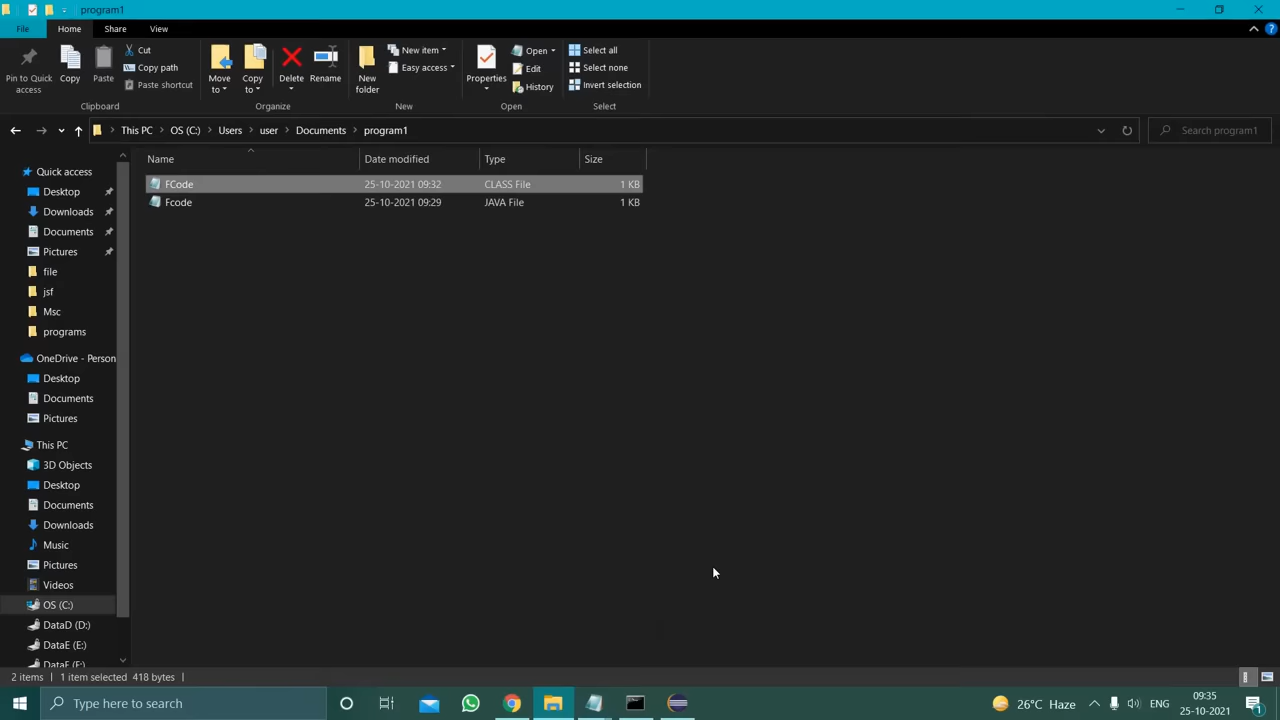 program1
File Home Share View
Pin to Quick access
Copy
Paste
Cut
Copy path
Paste shortcut
Clipboard
Move to
Copy to
Delete
Rename
Organize
New folder
New item
Easy access
New
Properties
Open
Edit
History
Open
Select all
Select none
Invert selection
Select
This PC OS (C:) Users user Documents program1
Search program1
Name Date modified Type Size
FCode 25-10-2021 09:32 CLASS File 1 KB
Fcode 25-10-2021 09:29 JAVA File 1 KB
Quick access
Desktop
Downloads
Documents
Pictures
file
jsf
Msc
programs
OneDrive - Person
Desktop
Documents
Pictures
This PC
3D Objects
Desktop
Documents
Downloads
Music
Pictures
Videos
OS (C:)
DataD (D:)
DataE (E:)
DataF (F:)
2 items 1 item selected 418 bytes
Type here to search
26°C Haze
ENG
09:35
25-10-2021
1